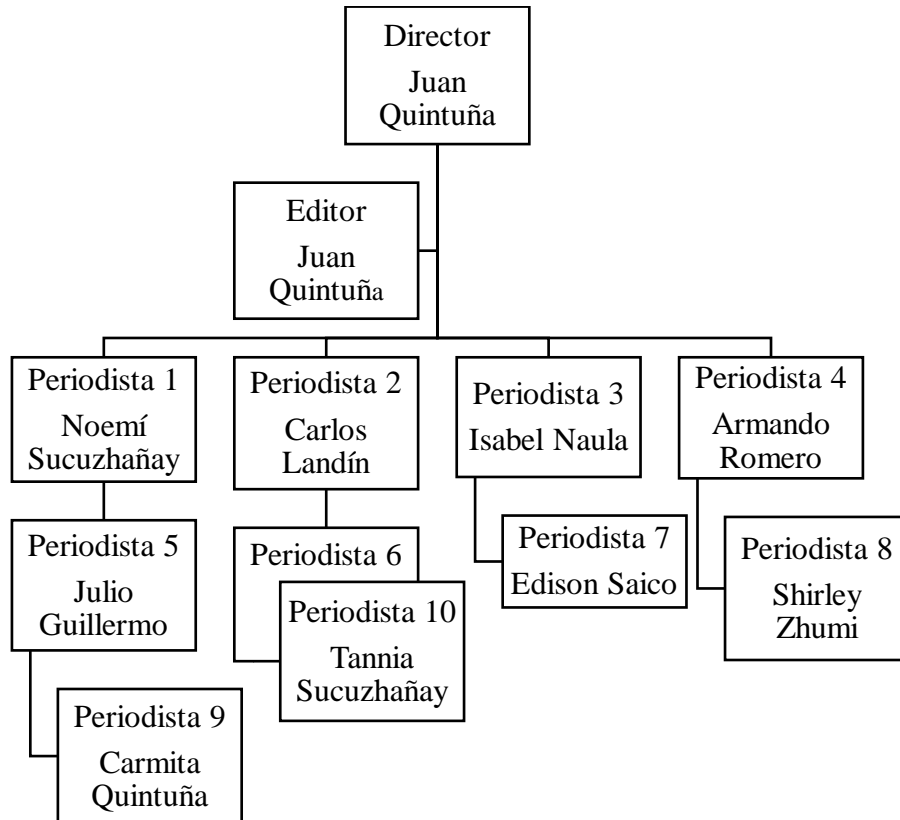 Director
Juan
Quintuña
Editor
Juan
Quintuña
Periodista 1
Noemí
Sucuzhañay
Periodista 2
Carlos
Landín
Periodista 3
Isabel Naula
Periodista 4
Armando
Romero
Periodista 5
Julio
Guillermo
Periodista 6
Periodista 7
Edison Saico
Periodista 8
Shirley
Zhumi
Periodista 9
Carmita
Quintuña
Periodista 10
Tannia
Sucuzhañay